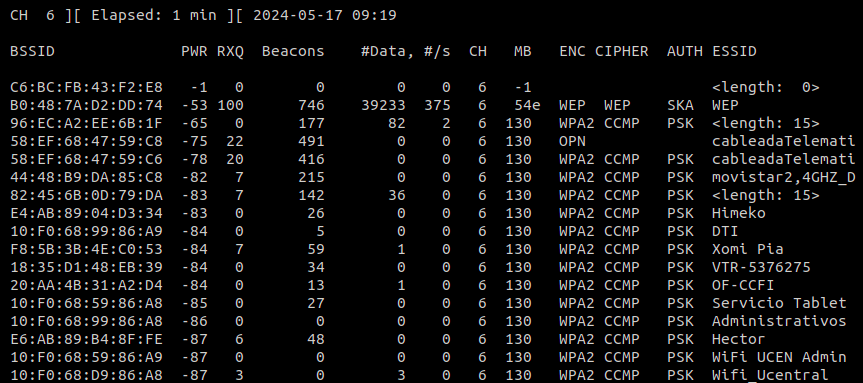 CH  6 ][ Elapsed: 1 min ][ 2024-05-17 09:19
BSSID              PWR RXQ  Beacons    #Data, #/s  CH   MB   ENC CIPHER  AUTH ESSID
C6:BC:FB:43:F2:E8   -1   0        0        0    0   6   -1                    <length:  0>
B0:48:7A:D2:DD:74  -53 100      746    39233  375   6   54e  WEP  WEP    SKA  WEP
96:EC:A2:EE:6B:1F  -65   0      177       82    2   6  130   WPA2 CCMP   PSK  <length: 15>
58:EF:68:47:59:C8  -75  22      491        0    0   6  130   OPN              cableadaTelemati
58:EF:68:47:59:C6  -78  20      416        0    0   6  130   WPA2 CCMP   PSK  cableadaTelemati
44:48:B9:DA:85:C8  -82   7      215        0    0   6  130   WPA2 CCMP   PSK  movistar2,4GHZ_D
82:45:6B:0D:79:DA  -83   7      142       36    0   6  130   WPA2 CCMP   PSK  <length: 15>
E4:AB:89:04:D3:34  -83   0       26        0    0   6  130   WPA2 CCMP   PSK  Himeko
10:F0:68:99:86:A9  -84   0        5        0    0   6  130   WPA2 CCMP   PSK  DTI
F8:5B:3B:4E:C0:53  -84   7       59        1    0   6  130   WPA2 CCMP   PSK  Xomi Pia
18:35:D1:48:EB:39  -84   0       34        0    0   6  130   WPA2 CCMP   PSK  VTR-5376275
20:AA:4B:31:A2:D4  -84   0       13        1    0   6  130   WPA2 CCMP   PSK  OF-CCFI
10:F0:68:59:86:A8  -85   0       27        0    0   6  130   WPA2 CCMP   PSK  Servicio Tablet
10:F0:68:99:86:A8  -86   0        0        0    0   6  130   WPA2 CCMP   PSK  Administrativos
E6:AB:89:B4:8F:FE  -87   6       48        0    0   6  130   WPA2 CCMP   PSK  Hector
10:F0:68:59:86:A9  -87   0        0        0    0   6  130   WPA2 CCMP   PSK  WiFi UCEN Admin
10:F0:68:D9:86:A8  -87   3        0        3    0   6  130   WPA2 CCMP   PSK  Wifi_Ucentral